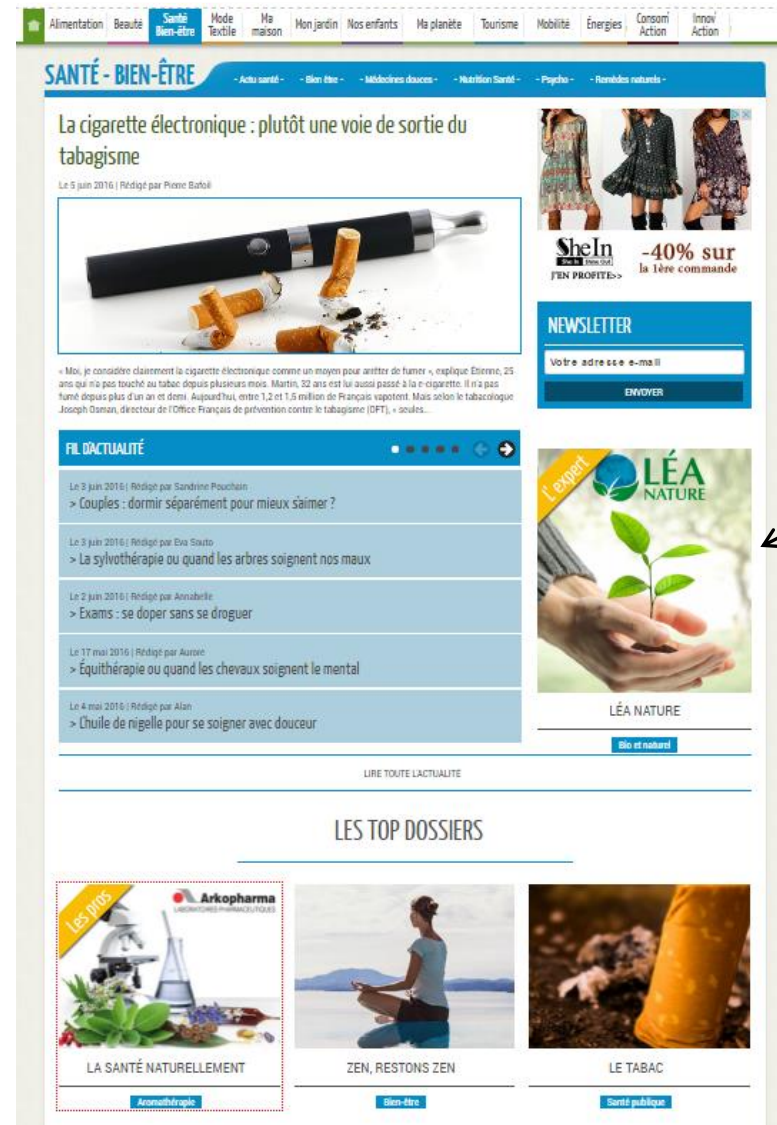 Alimentation Beauté Santé Bien-être Mode Textile Ma maison Mon jardin Nos enfants Ma planète Tourisme Mobilité Énergies Consom' Action Innov' Action
SANTÉ - BIEN-ÊTRE
- Actu santé - - Bien être - - Médecines douces - - Nutrition Santé - - Psycho - - Remèdes naturels -
La cigarette électronique : plutôt une voie de sortie du
tabagisme
Le 5 juin 2016 | Rédigé par Pierre Bafoil
« Moi, je considère clairement la cigarette électronique comme un moyen pour arrêter de fumer », explique Étienne, 25
ans qui n'a pas touché au tabac depuis plusieurs mois. Martin, 32 ans est lui aussi passé à la e-cigarette. Il n'a pas
fumé depuis plus d'un an et demi. Aujourd'hui, entre 1,2 et 1,5 million de Français vapotent. Mais selon le tabacologue
Joseph Osman, directeur de l'Office Français de prévention contre le tabagisme (OFT), « seules...
SheIn
-40% sur
la 1ère commande
J'EN PROFITE>>
NEWSLETTER
Votre adresse e-mail
ENVOYER
FIL D'ACTUALITÉ
Le 3 juin 2016 | Rédigé par Sandrine Pouchain
> Couples : dormir séparément pour mieux s'aimer ?
Le 3 juin 2016 | Rédigé par Eva Souto
> La sylvothérapie ou quand les arbres soignent nos maux
Le 2 juin 2016 | Rédigé par Annabelle
> Exams : se doper sans se droguer
Le 17 mai 2016 | Rédigé par Aurore
> Équithérapie ou quand les chevaux soignent le mental
Le 4 mai 2016 | Rédigé par Alan
> L'huile de nigelle pour se soigner avec douceur
L'expert
LÉA
NATURE
LÉA NATURE
Bio et naturel
LIRE TOUTE L'ACTUALITÉ
LES TOP DOSSIERS
Les pros
Arkopharma
LABORATOIRES PHARMACEUTIQUES
LA SANTÉ NATURELLEMENT
Aromathérapie
ZEN, RESTONS ZEN
Bien-être
LE TABAC
Santé publique